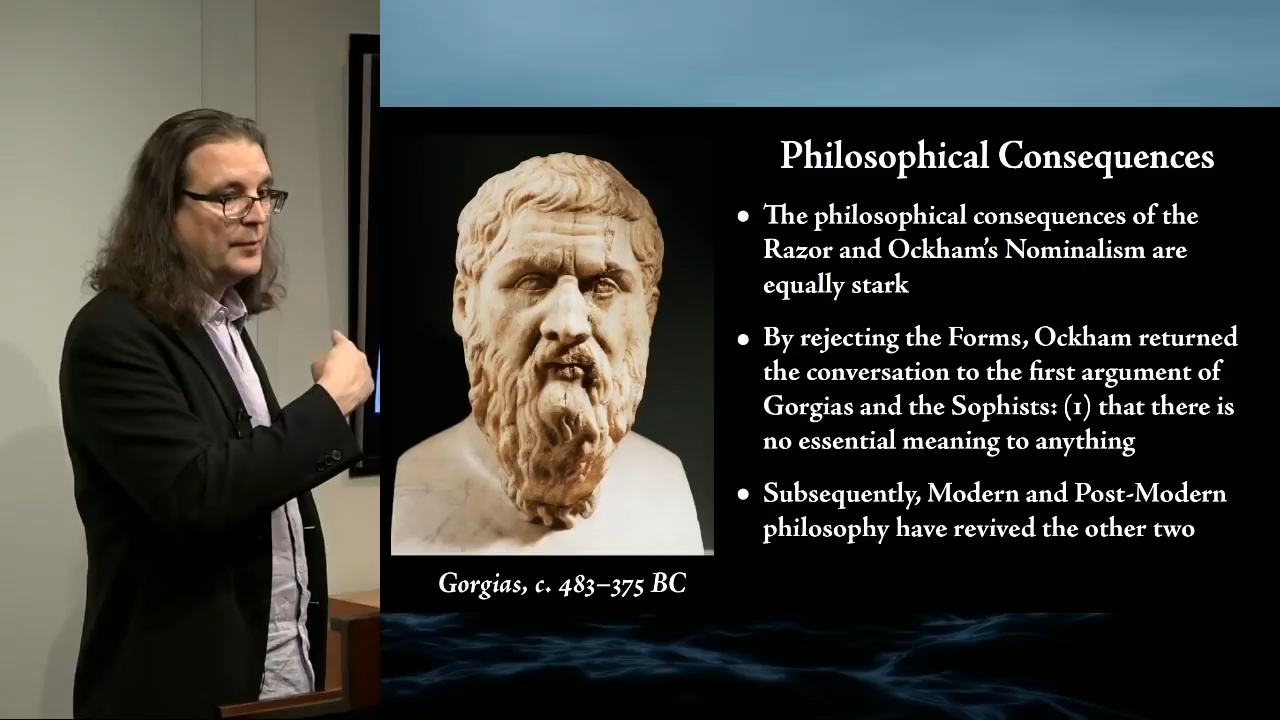 Philosophical Consequences
• The philosophical consequences of the
Razor and Ockham's Nominalism are
equally stark
• By rejecting the Forms, Ockham returned
the conversation to the first argument of
Gorgias and the Sophists: (1) that there is
no essential meaning to anything
• Subsequently, Modern and Post-Modern
philosophy have revived the other two
Gorgias, c. 483–375 BC